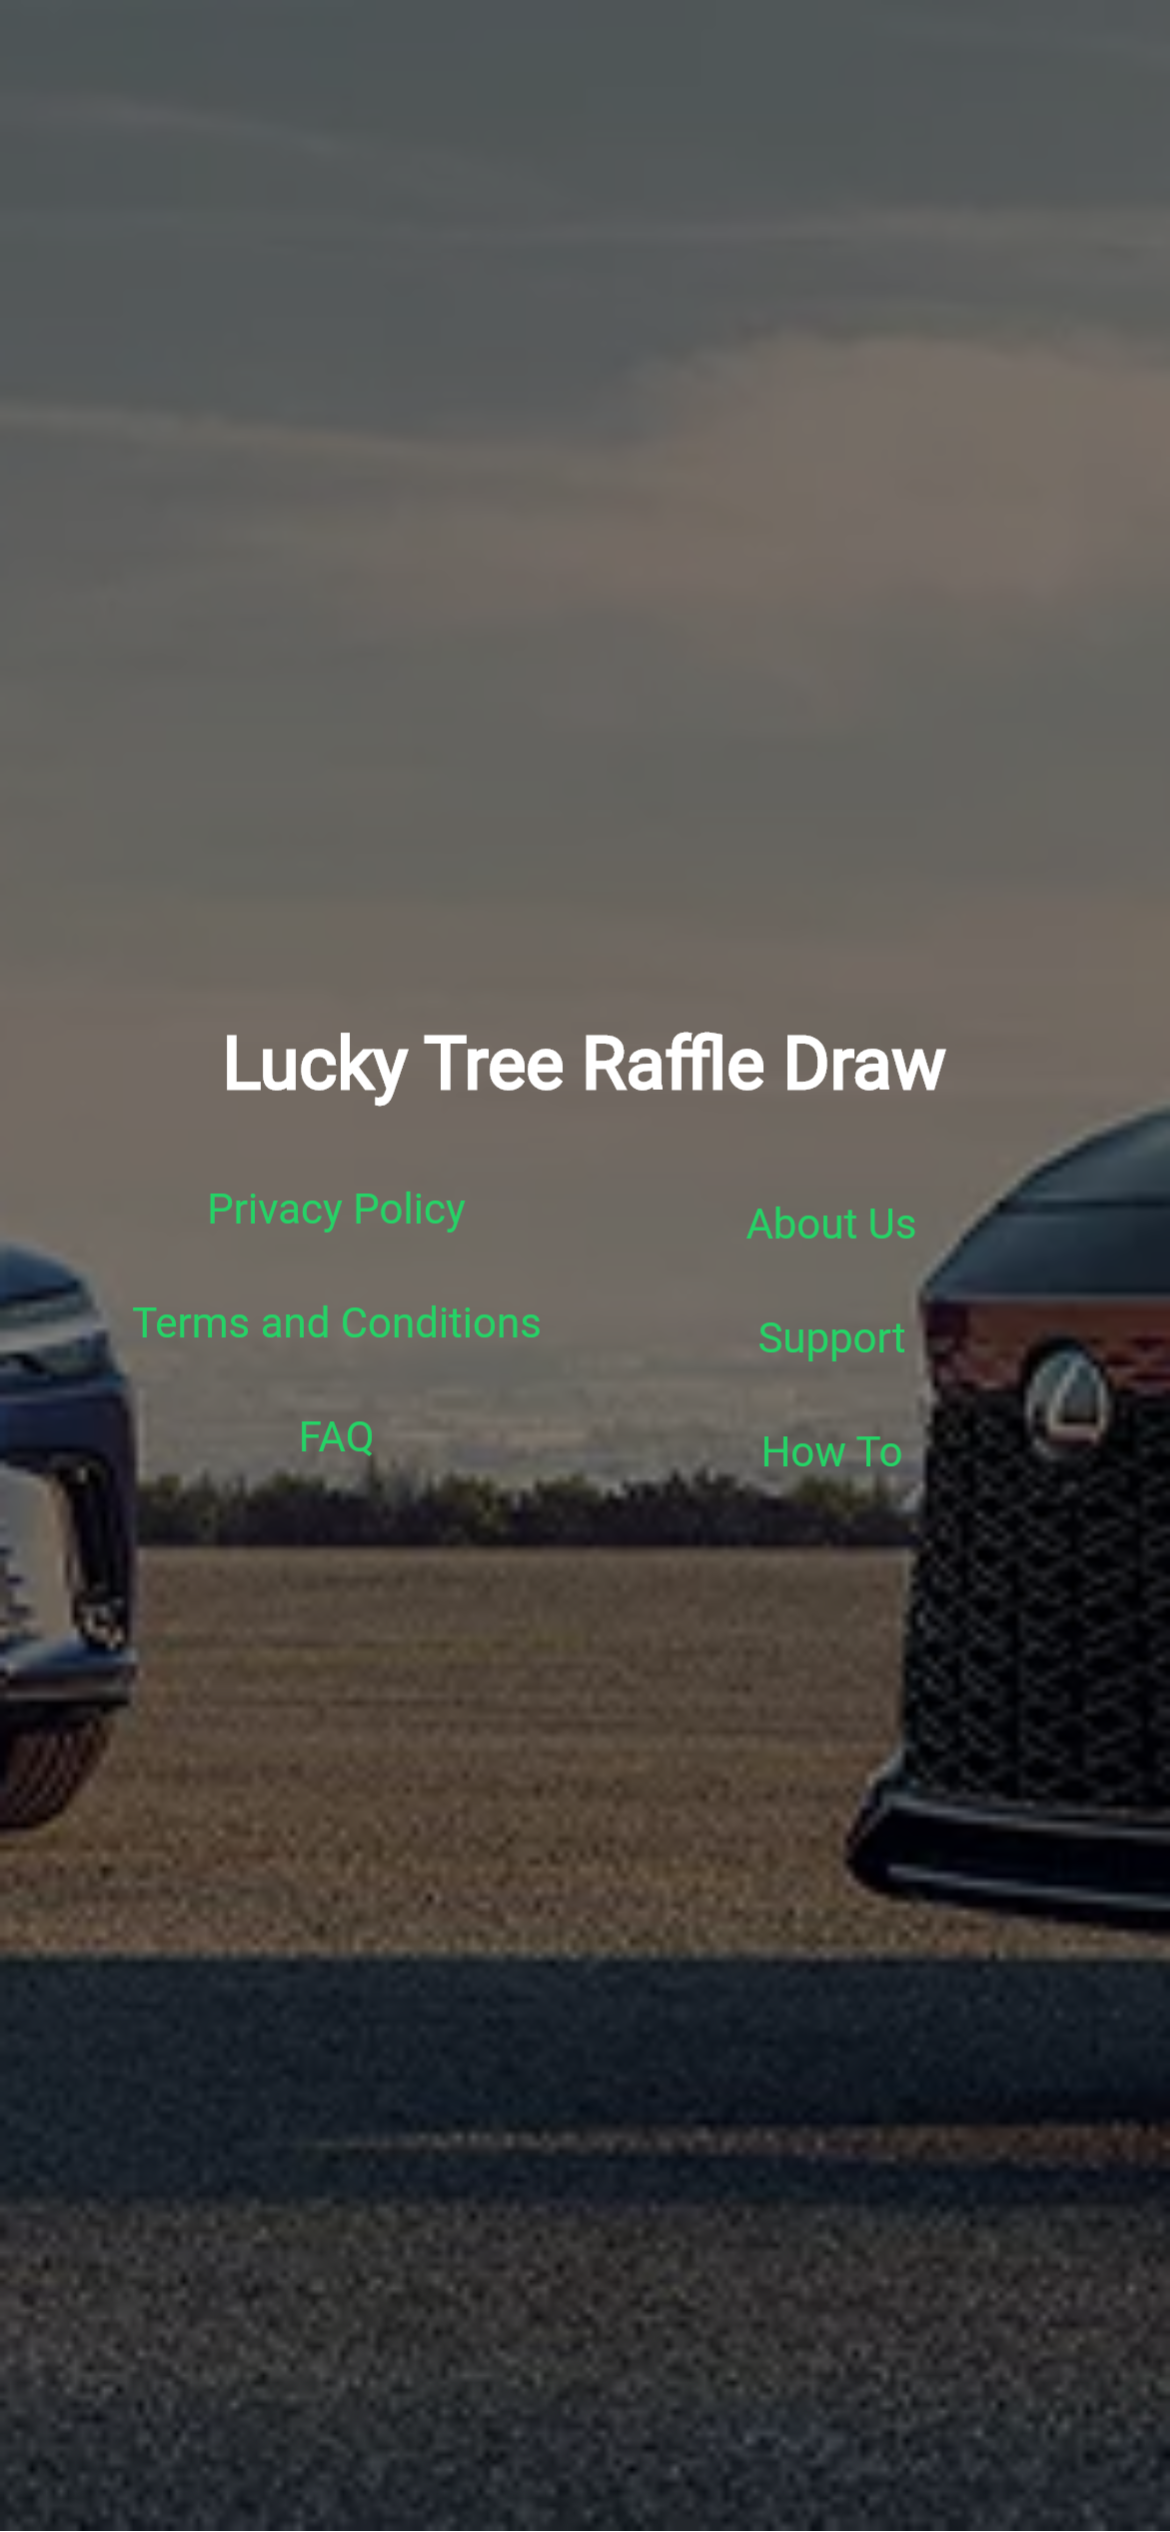 Lucky Tree Raffle Draw
Privacy Policy
Terms and Conditions
FAQ
About Us
Support
How To